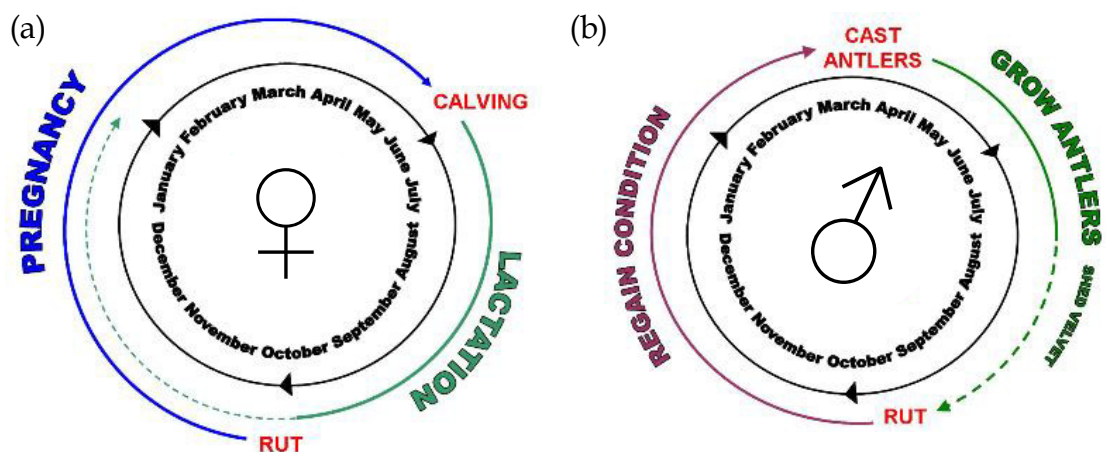 (a)
PREGNANCY
CALVING
LACTATION
RUT
January February March April May June July August September October November December
(b)
CAST
ANTLERS
GROW ANTLERS
SHED VELVET
RUT
REGAIN CONDITION
January February March April May June July August September October November December